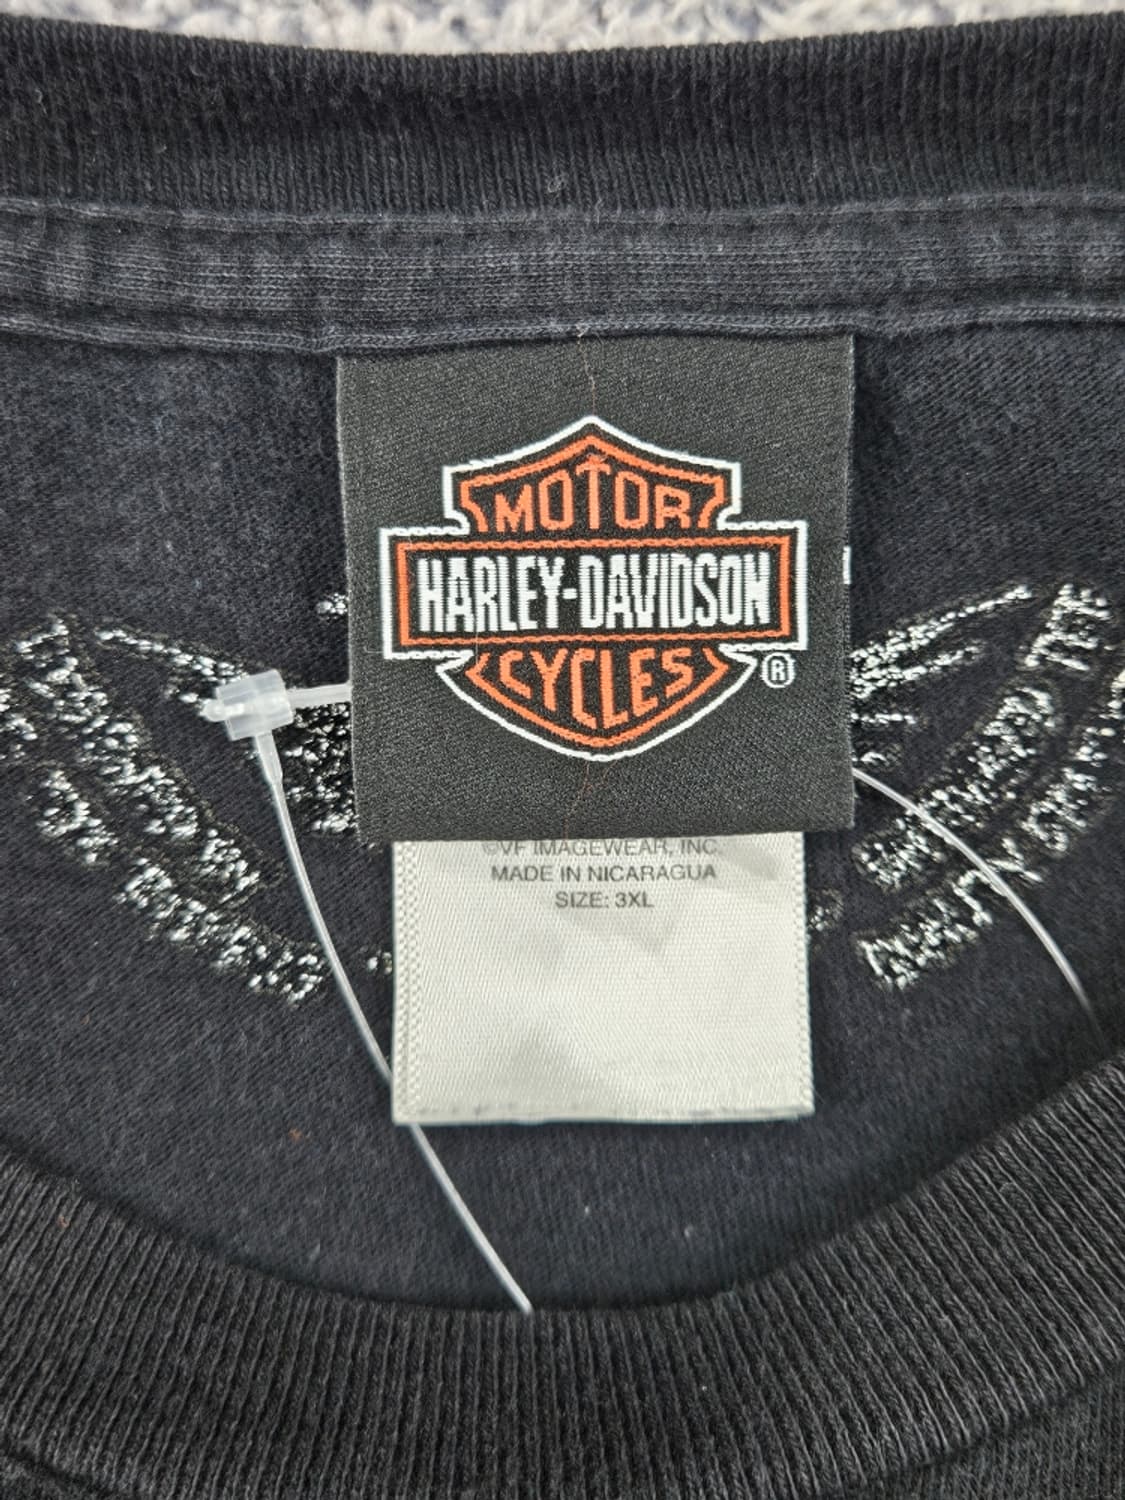 MOTOR
HARLEY-DAVIDSON
CYCLES
®
©VF IMAGEWEAR, INC.
MADE IN NICARAGUA
SIZE: 3XL